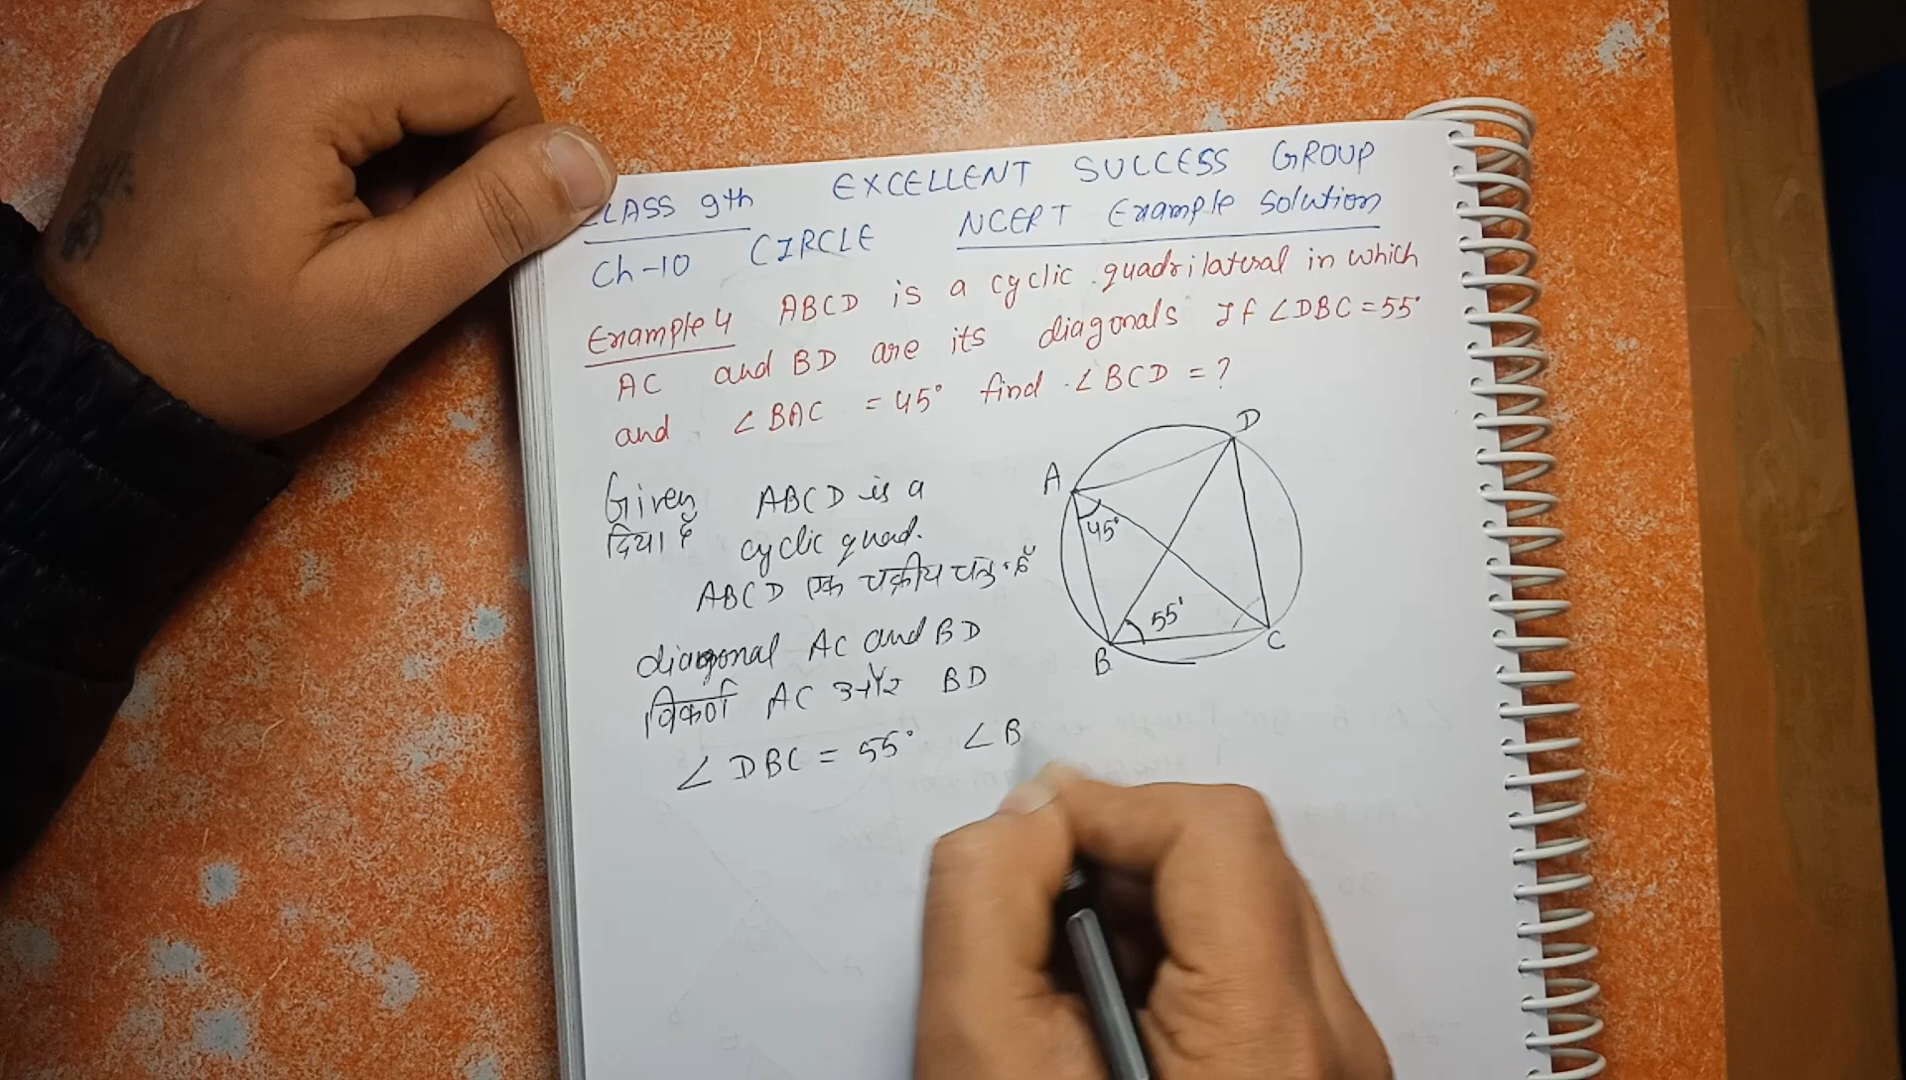 CLASS 9th EXCELLENT SUCCESS GROUP
Ch-10 CIRCLE NCERT Example Solution
Example 4 ABCD is a cyclic quadrilateral in which
AC and BD are its diagonals If ∠DBC = 55°
and ∠BAC = 45° find ∠BCD = ?
Given ABCD is a
दिया है cyclic quad.
ABCD एक चक्रीय चतु. है
diagonal AC and BD
विकर्ण AC और BD
∠DBC = 55° ∠B
D
A
45°
55°
B
C